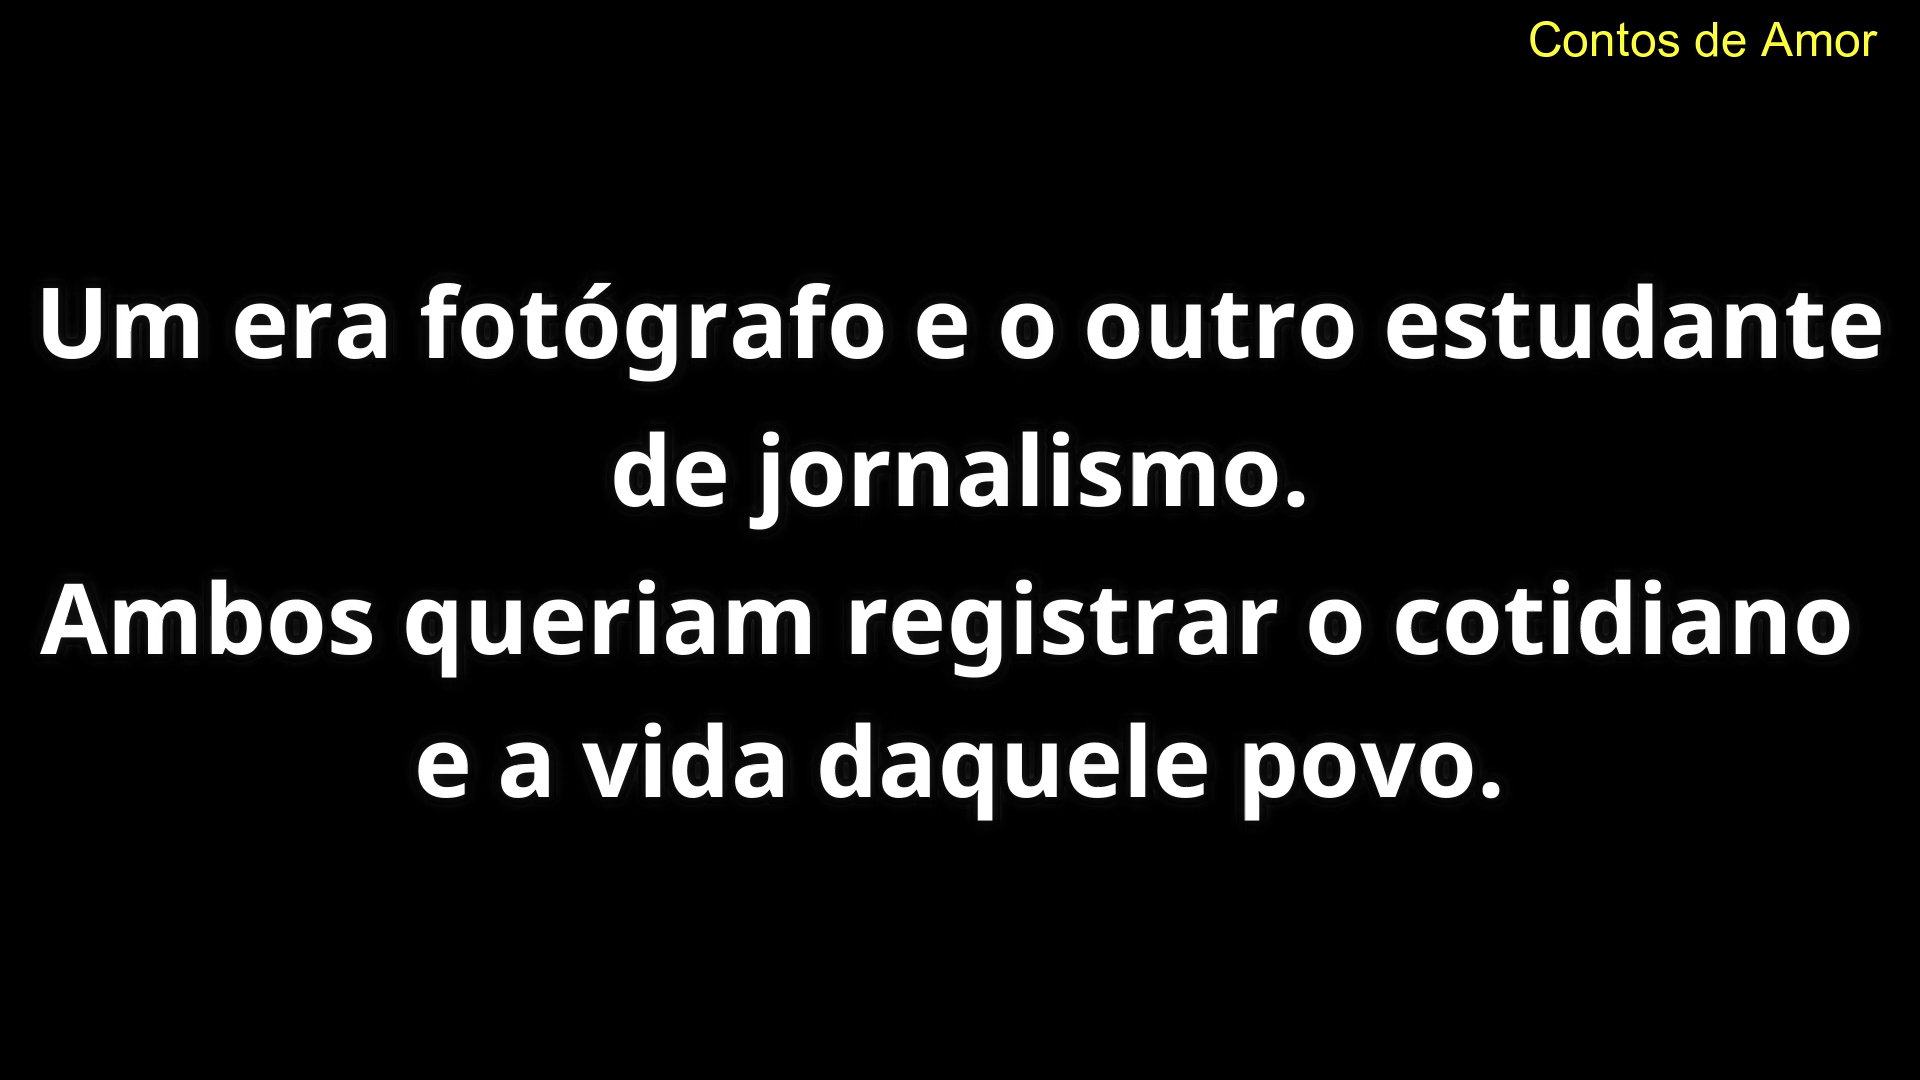 Contos de Amor
Um era fotógrafo e o outro estudante
de jornalismo.
Ambos queriam registrar o cotidiano
e a vida daquele povo.